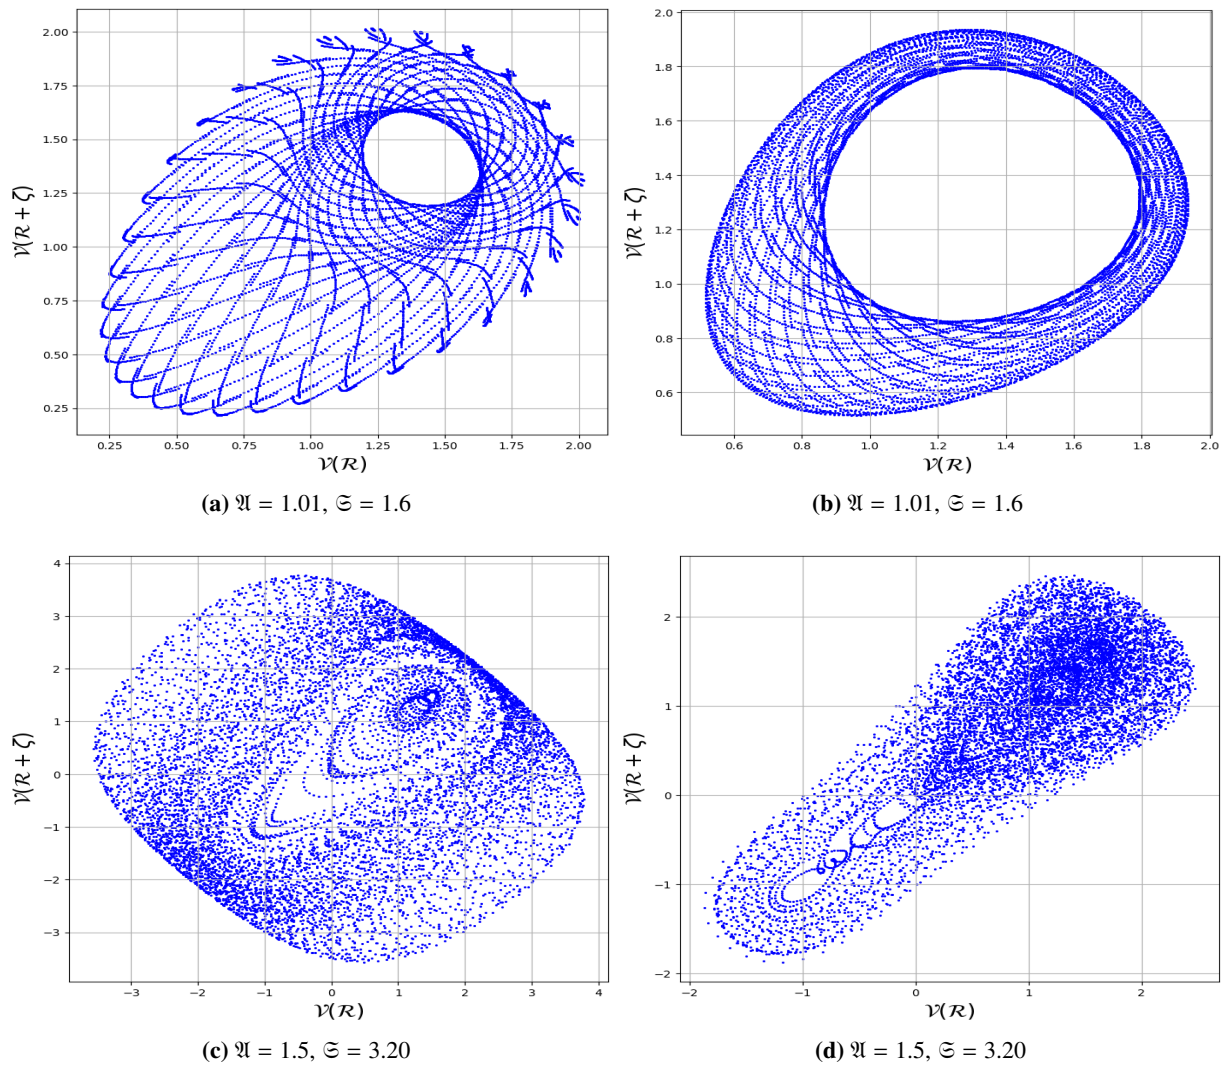 2.00
1.75
1.50
1.25
1.00
0.75
0.50
0.25
𝒱(ℛ + ζ)
0.25 0.50 0.75 1.00 1.25 1.50 1.75 2.00
𝒱(ℛ)
(a) 𝔄 = 1.01, 𝔖 = 1.6
2.0
1.8
1.6
1.4
1.2
1.0
0.8
0.6
𝒱(ℛ + ζ)
0.6 0.8 1.0 1.2 1.4 1.6 1.8 2.0
𝒱(ℛ)
(b) 𝔄 = 1.01, 𝔖 = 1.6
4
3
2
1
0
−1
−2
−3
𝒱(ℛ + ζ)
−3 −2 −1 0 1 2 3 4
𝒱(ℛ)
(c) 𝔄 = 1.5, 𝔖 = 3.20
2
1
0
−1
−2
𝒱(ℛ + ζ)
−2 −1 0 1 2
𝒱(ℛ)
(d) 𝔄 = 1.5, 𝔖 = 3.20